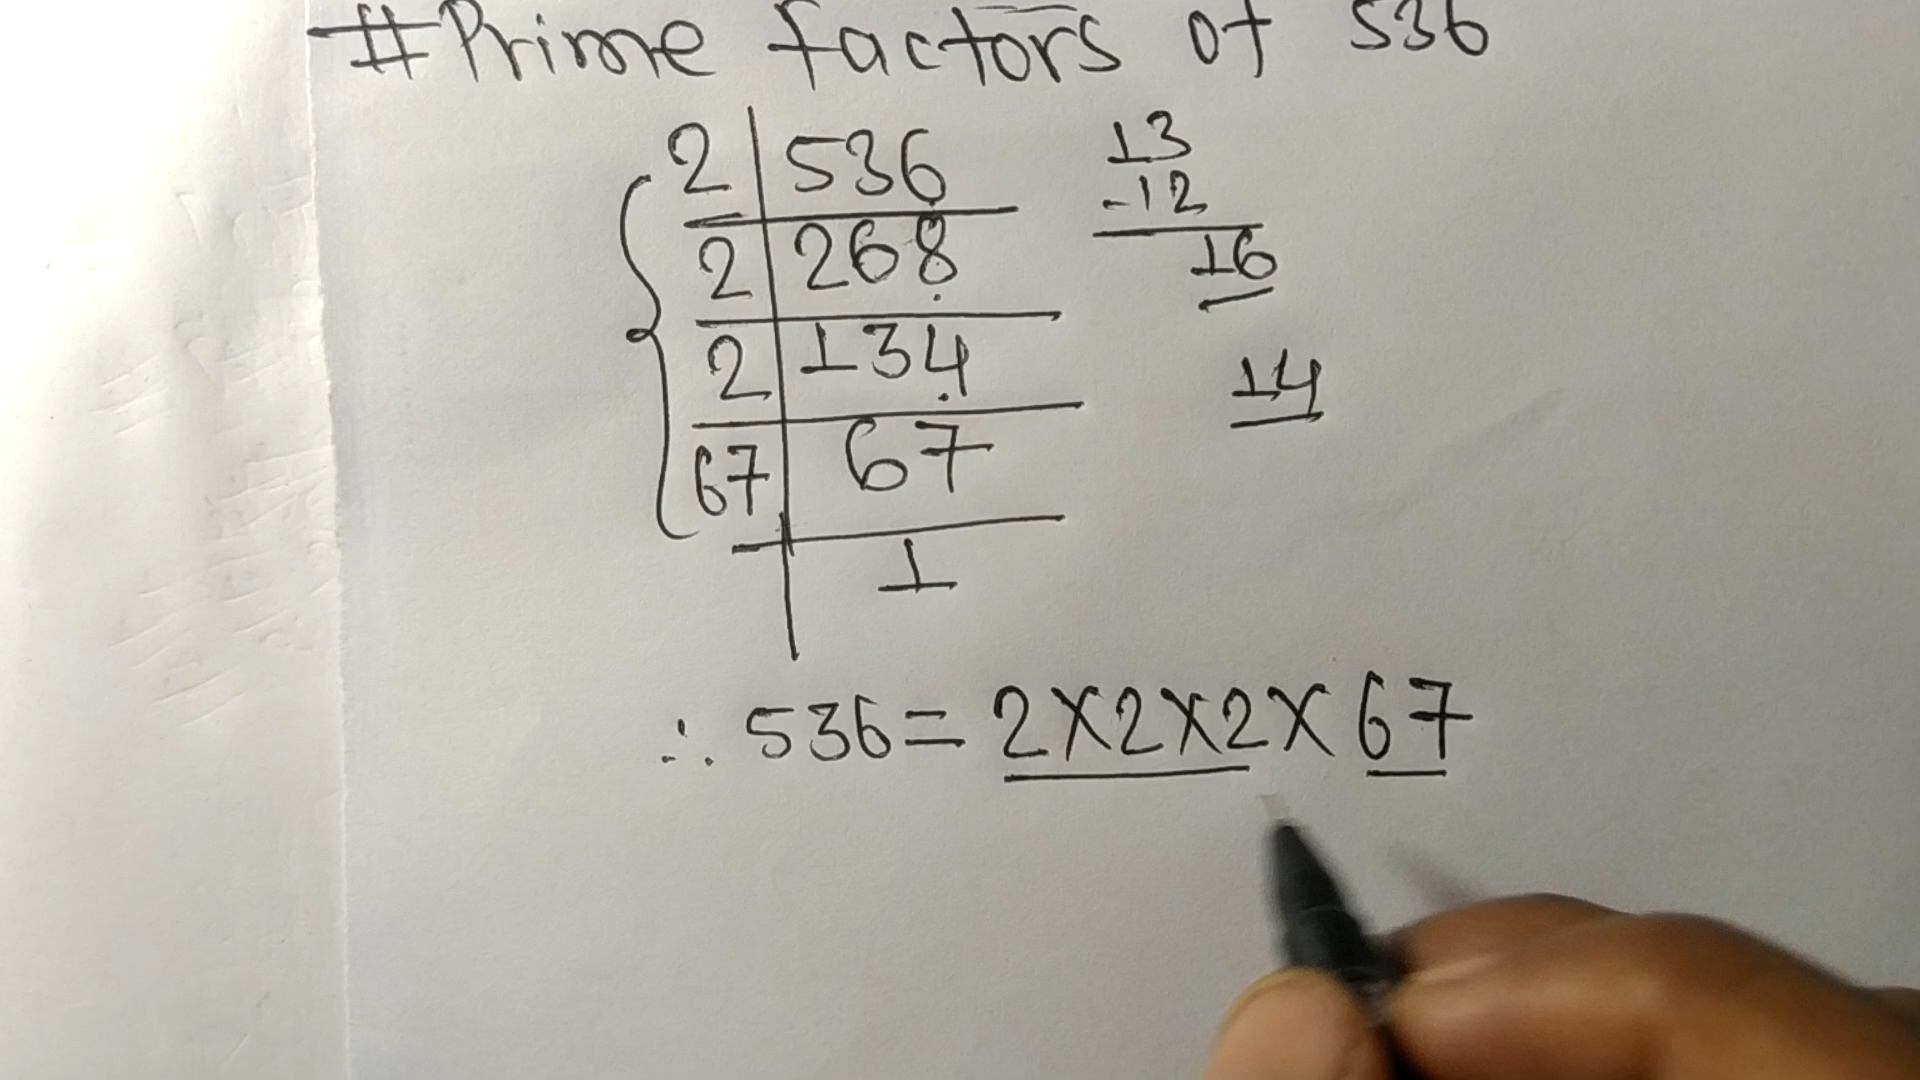 #Prime factors of 536
2 | 536
2 | 268
2 | 134
67 | 67
1
13
-12
16
14
∴ 536 = 2×2×2×67